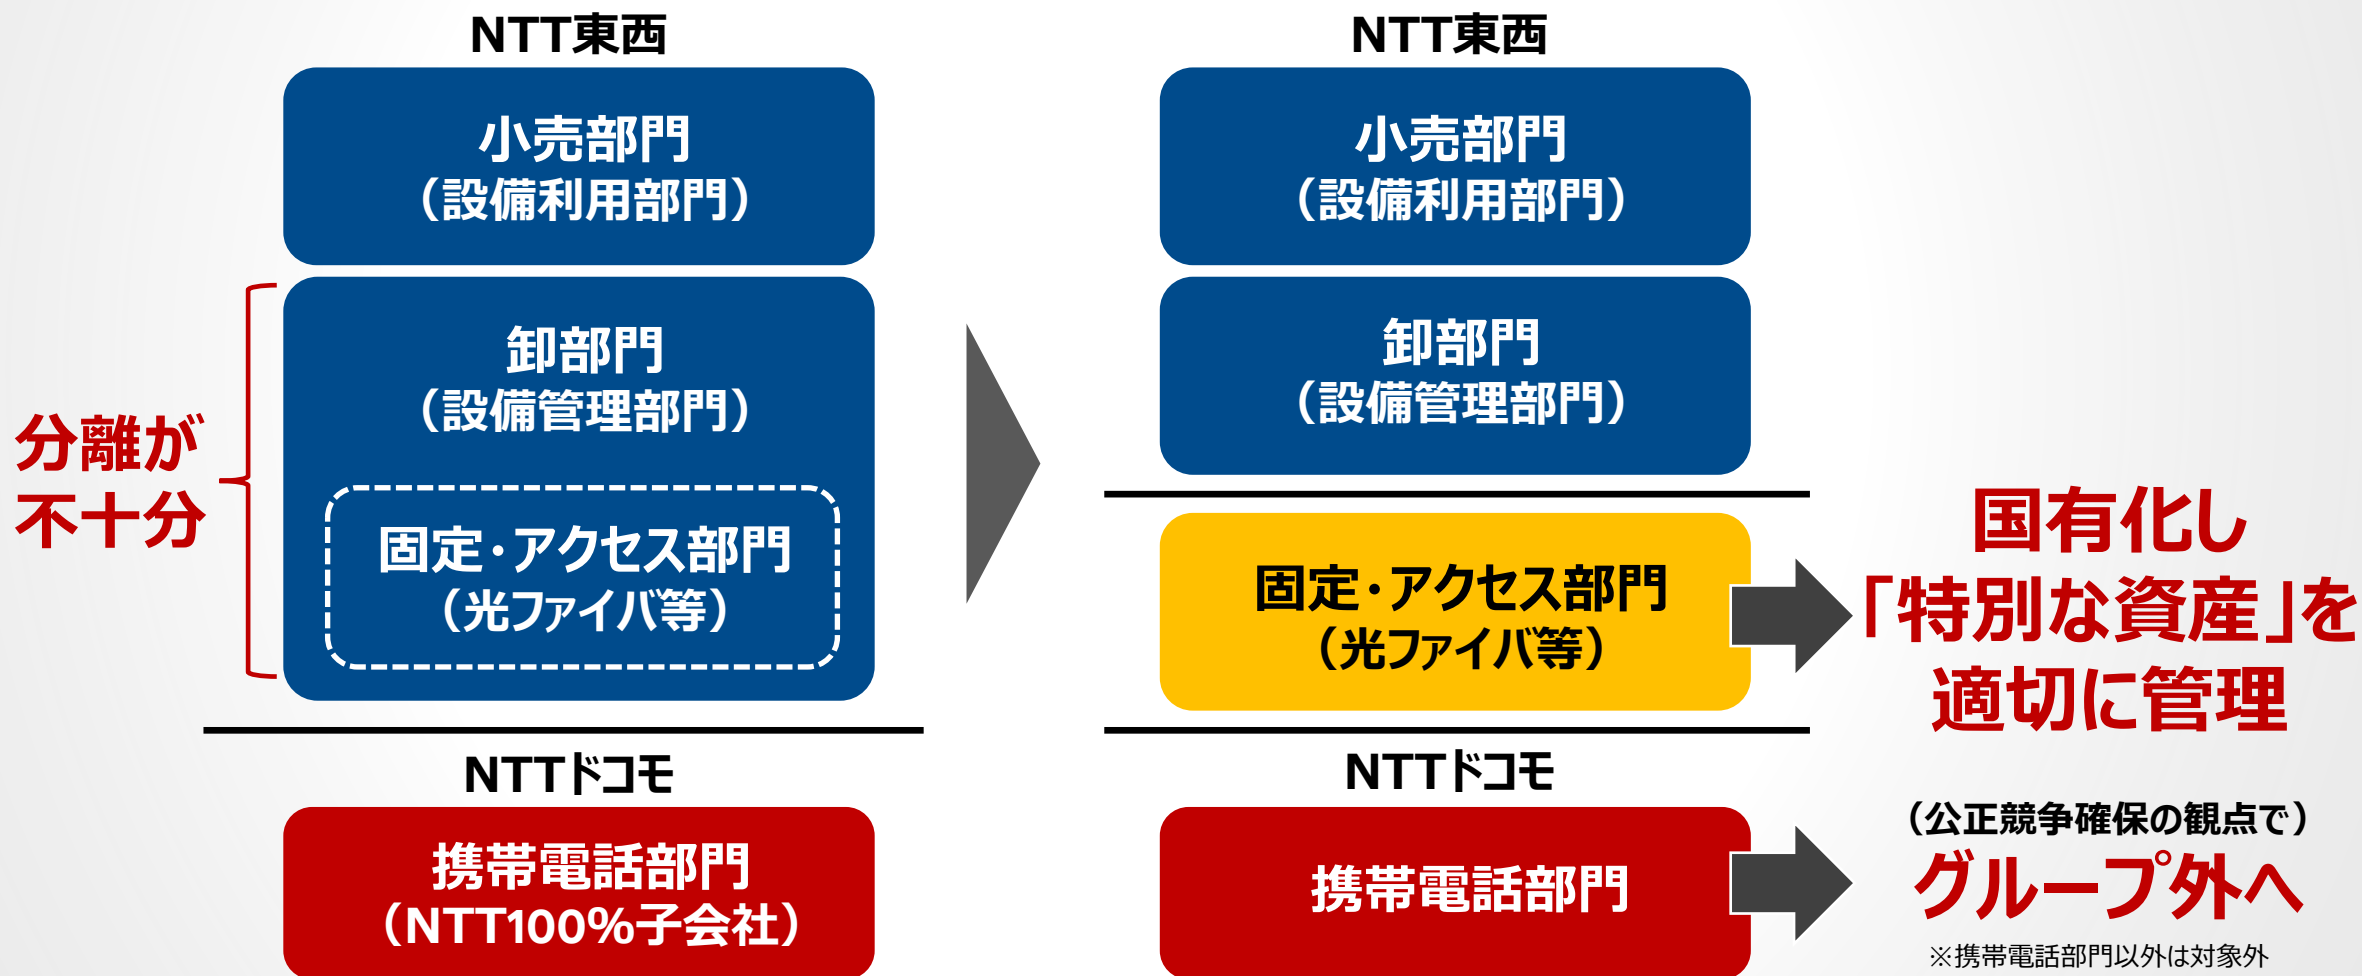 NTT東西
小売部門
（設備利用部門）
卸部門
（設備管理部門）
固定・アクセス部門
（光ファイバ等）
分離が
不十分
NTTドコモ
携帯電話部門
（NTT100%子会社）
NTT東西
小売部門
（設備利用部門）
卸部門
（設備管理部門）
固定・アクセス部門
（光ファイバ等）
国有化し
「特別な資産」を
適切に管理
NTTドコモ
携帯電話部門
（公正競争確保の観点で）
グループ外へ
※携帯電話部門以外は対象外